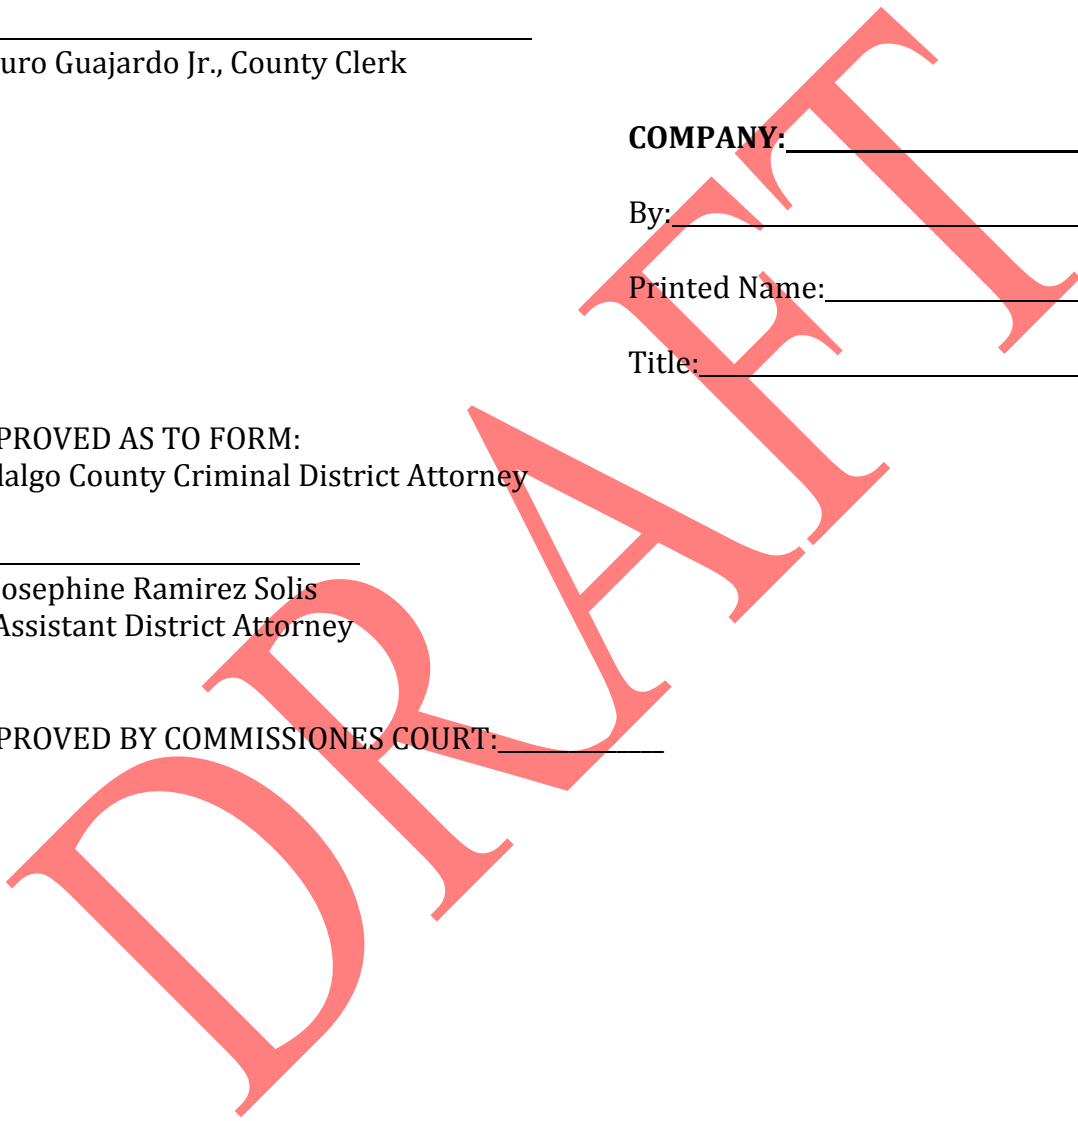 uro Guajardo Jr., County Clerk
COMPANY:
By:
Printed Name:
Title:
PROVED AS TO FORM:
dalgo County Criminal District Attorney
osephine Ramirez Solis
Assistant District Attorney
PROVED BY COMMISSIONES COURT:
DRAFT